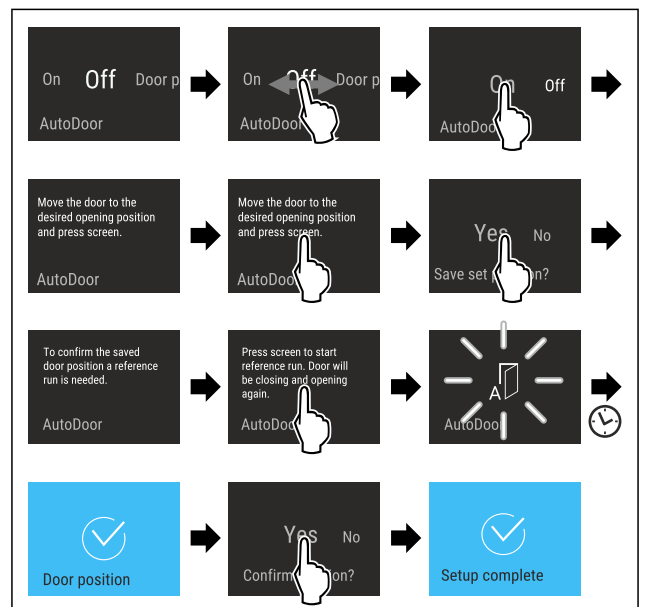 On Off Door p
AutoDoor
On Off Door p
AutoDoor
On Off
AutoDoo
Move the door to the
desired opening position
and press screen.
AutoDoor
Move the door to the
desired opening position
and press screen.
AutoDoor
Yes No
Save set p on?
To confirm the saved
door position a reference
run is needed.
AutoDoor
Press screen to start
reference run. Door will
be closing and opening
again.
AutoDoo
A
AutoDoor
Door position
Yes No
Confirm on?
Setup complete